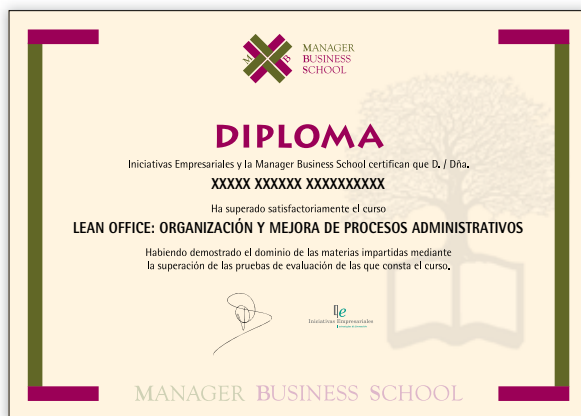 M B
MANAGER
BUSINESS
SCHOOL
DIPLOMA
Iniciativas Empresariales y la Manager Business School certifican que D. / Dña.
XXXXX XXXXXX XXXXXXXXXX
Ha superado satisfactoriamente el curso
LEAN OFFICE: ORGANIZACIÓN Y MEJORA DE PROCESOS ADMINISTRATIVOS
Habiendo demostrado el dominio de las materias impartidas mediante
la superación de las pruebas de evaluación de las que consta el curso.
Ie
Iniciativas Empresariales
MANAGER BUSINESS SCHOOL